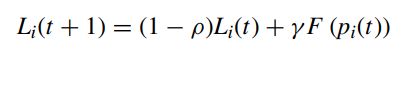 Lᵢ(t + 1) = (1 − ρ)Lᵢ(t) + γF (pᵢ(t))